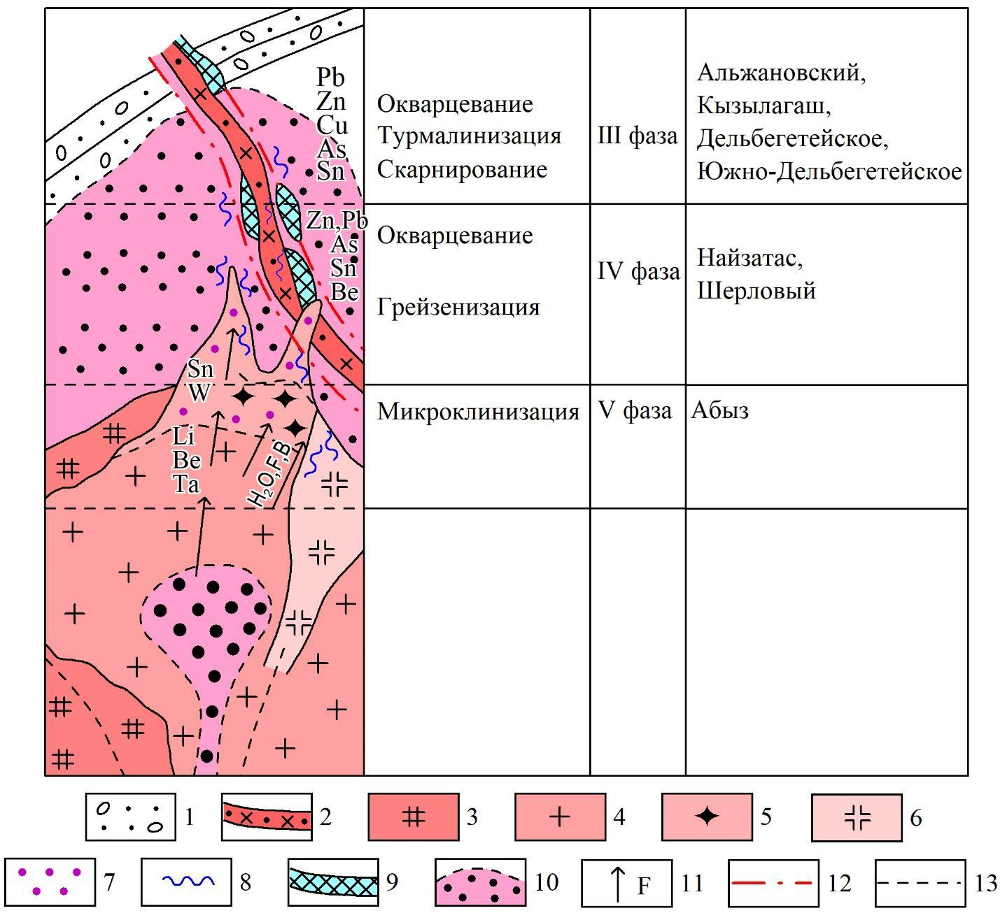 Pb
Zn
Cu
As
Sn
Окварцевание
Турмалинизация
Скарнирование
III фаза
Альжановский,
Кызылагаш,
Дельбегетейское,
Южно-Дельбегетейское
Zn,Pb
As
Sn
Be
Окварцевание
Грейзенизация
IV фаза
Найзатас,
Шерловый
Sn
W
Li
Be
Ta
H₂O,F,B
Микроклинизация
V фаза
Абыз
1
2
3
4
5
6
7
8
9
10
F
11
12
13